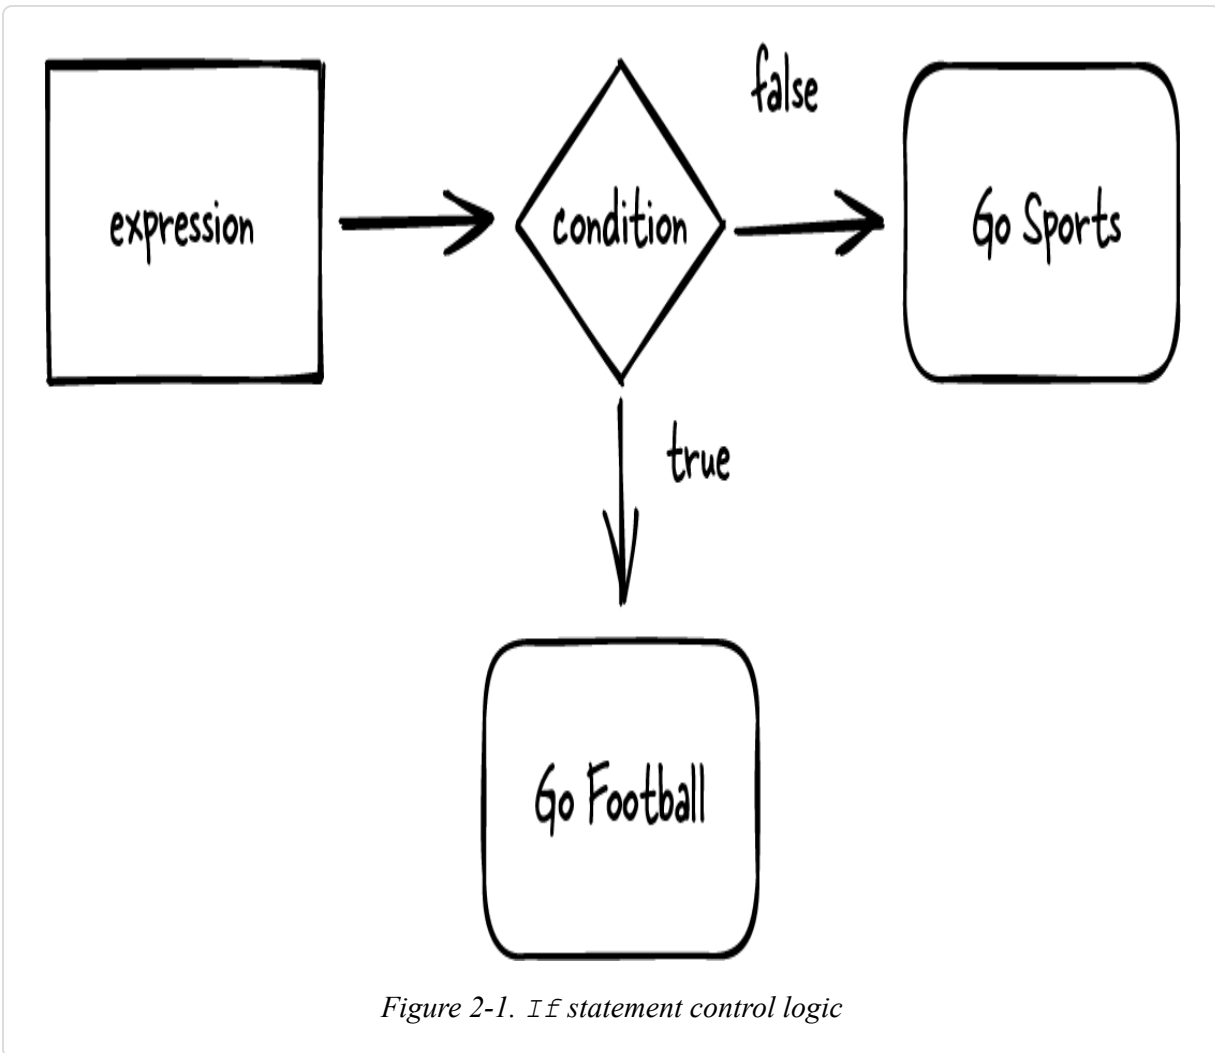 false
expression
condition
Go Sports
true
Go Football
Figure 2-1. If statement control logic